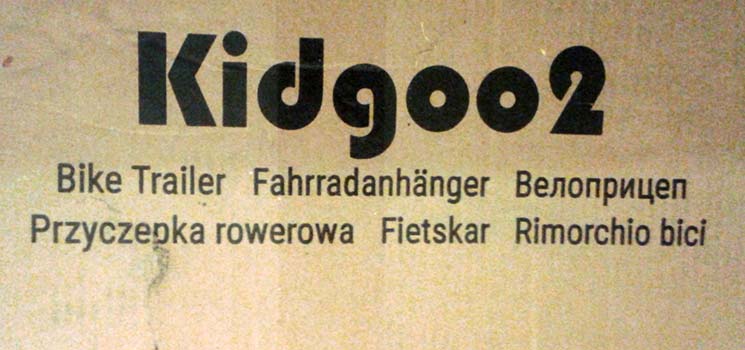 Kidgoo2
Bike Trailer Fahrradanhänger Велоприцеп
Przyczepka rowerowa Fietskar Rimorchio bici